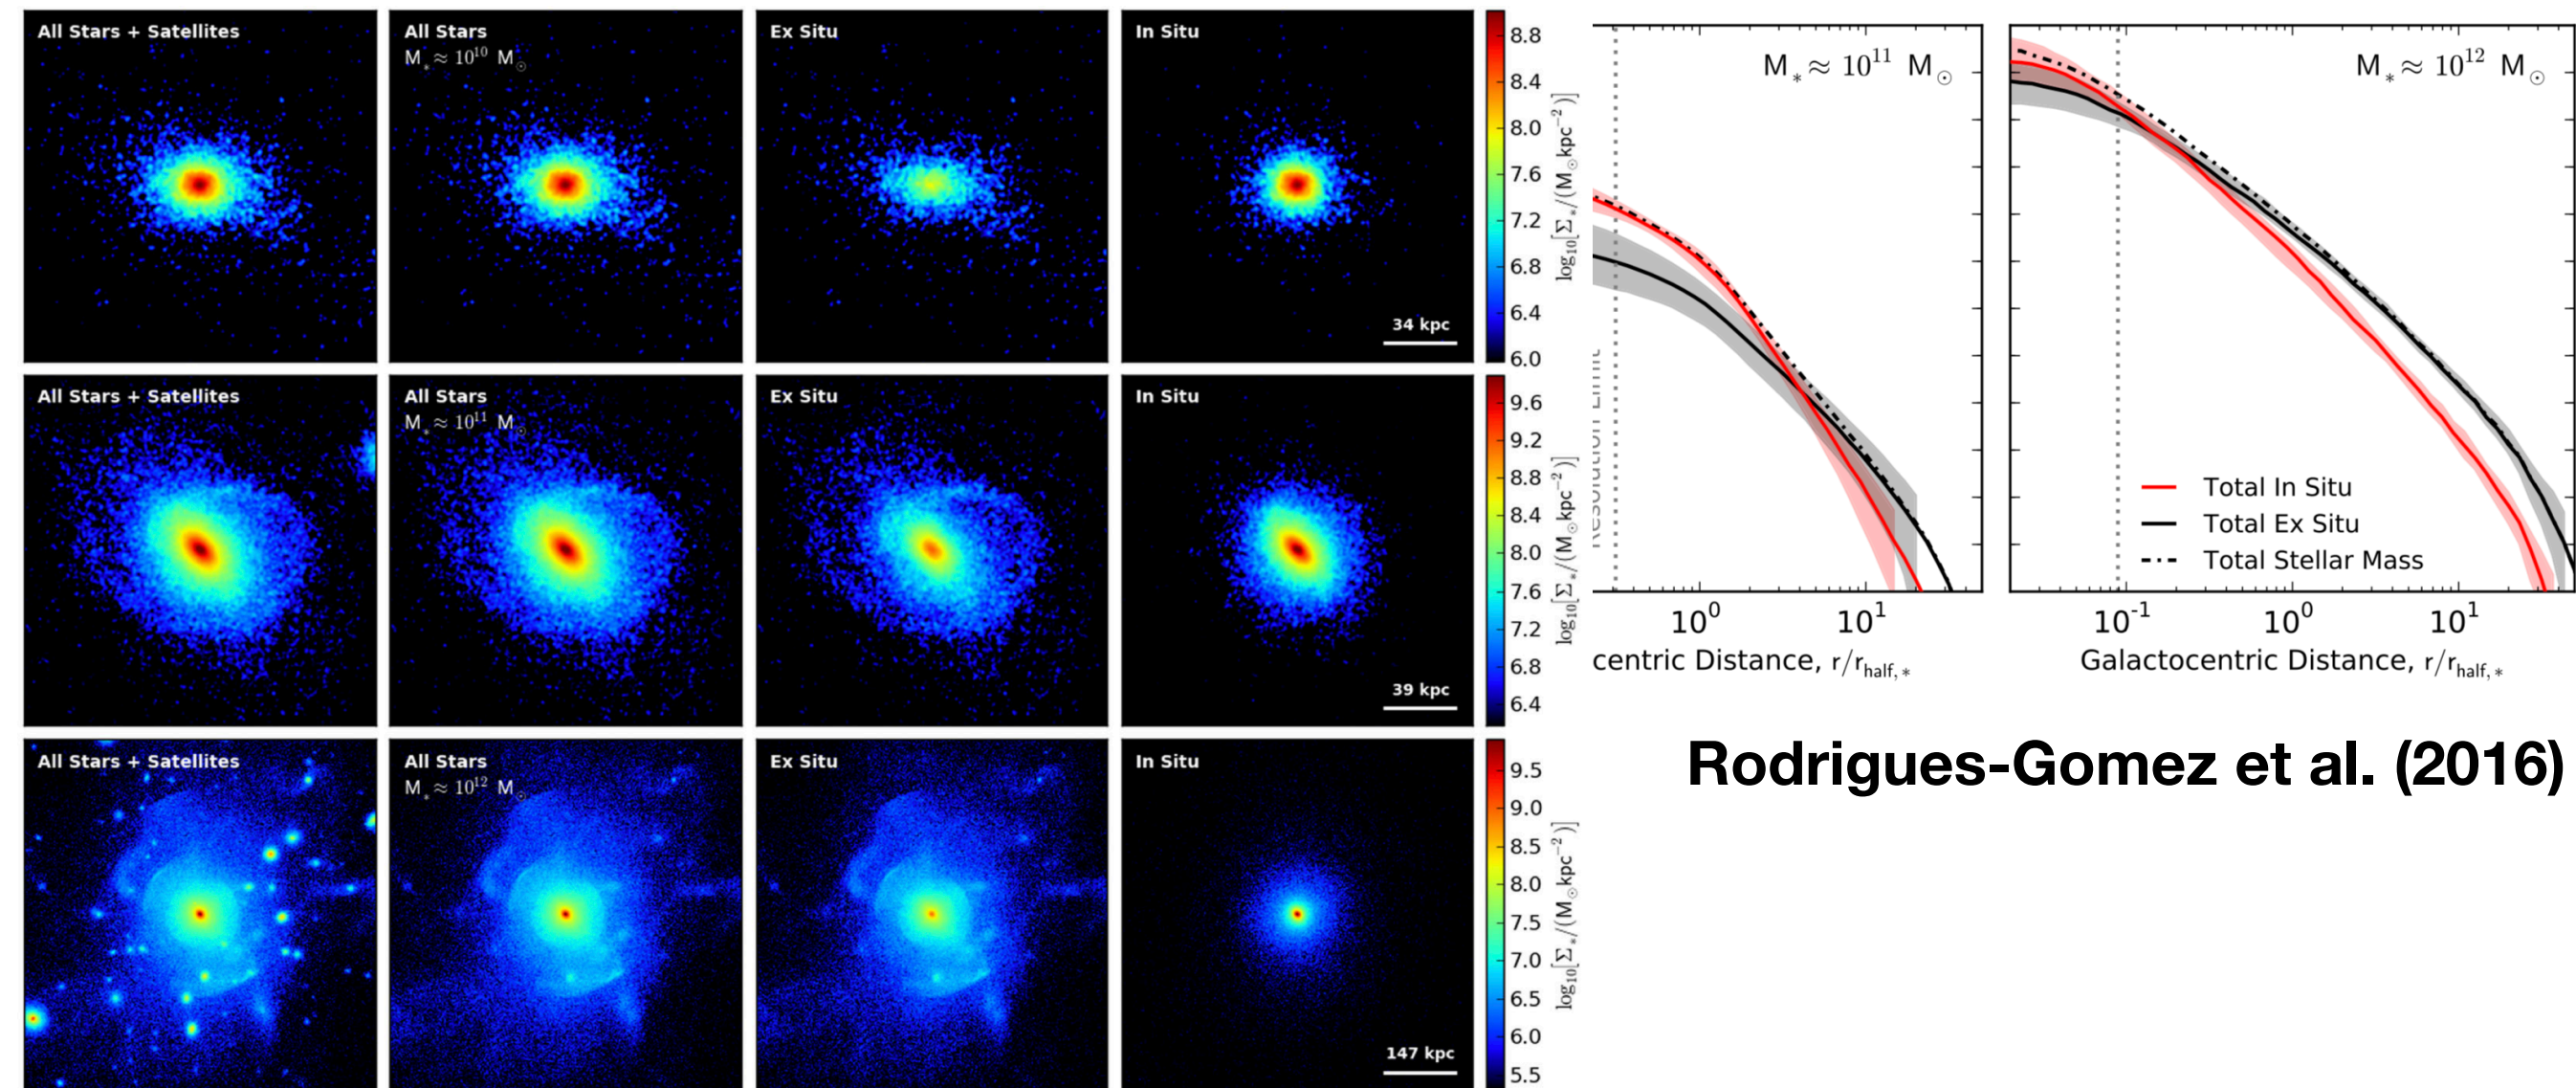 All Stars + Satellites
All Stars
M* ≈ 10^10 M⊙
Ex Situ
In Situ
34 kpc
8.8
8.4
8.0
7.6
7.2
6.8
6.4
6.0
log10[Σ*/(M⊙kpc^-2)]
All Stars + Satellites
All Stars
M* ≈ 10^11 M⊙
Ex Situ
In Situ
39 kpc
9.6
9.2
8.8
8.4
8.0
7.6
7.2
6.8
6.4
log10[Σ*/(M⊙kpc^-2)]
All Stars + Satellites
All Stars
M* ≈ 10^12 M⊙
Ex Situ
In Situ
147 kpc
9.5
9.0
8.5
8.0
7.5
7.0
6.5
6.0
5.5
log10[Σ*/(M⊙kpc^-2)]
M* ≈ 10^11 M⊙
10^0 10^1
centric Distance, r/r_half,*
M* ≈ 10^12 M⊙
Total In Situ
Total Ex Situ
Total Stellar Mass
10^-1 10^0 10^1
Galactocentric Distance, r/r_half,*
Rodrigues-Gomez et al. (2016)